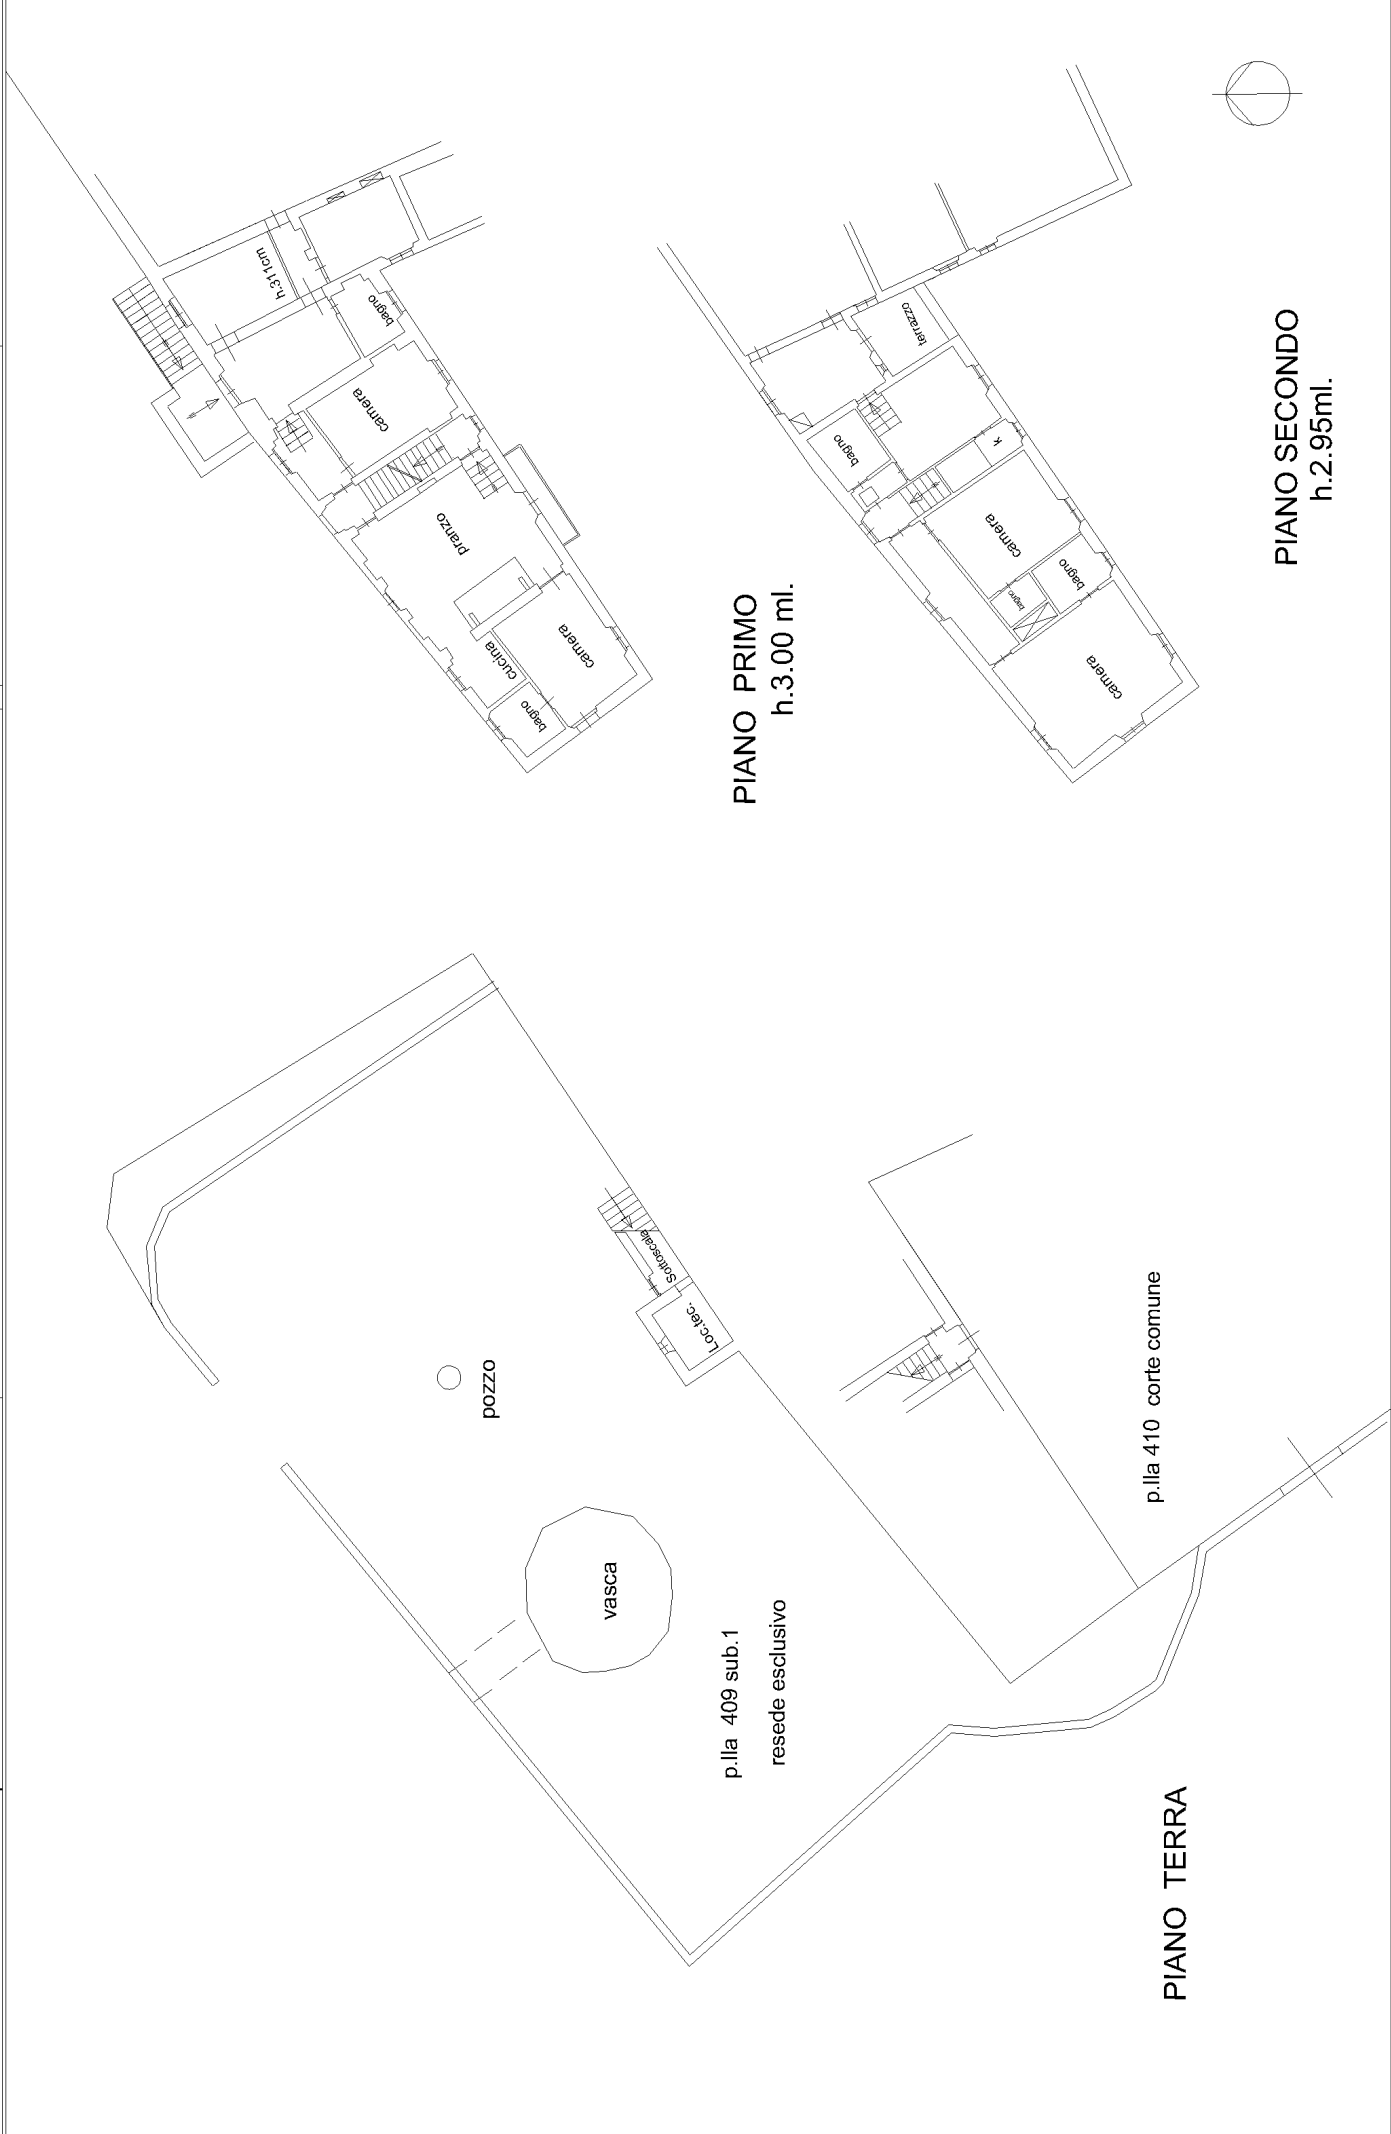 h.311cm
bagno
camera
pranzo
cucina
camera
bagno
PIANO PRIMO
h.3.00 ml.
terrazzo
bagno
k
camera
bagno
bagno
camera
PIANO SECONDO
h.2.95ml.
Sottoscala
Loc.tec.
pozzo
vasca
p.lla 409 sub.1
resede esclusivo
p.lla 410 corte comune
PIANO TERRA